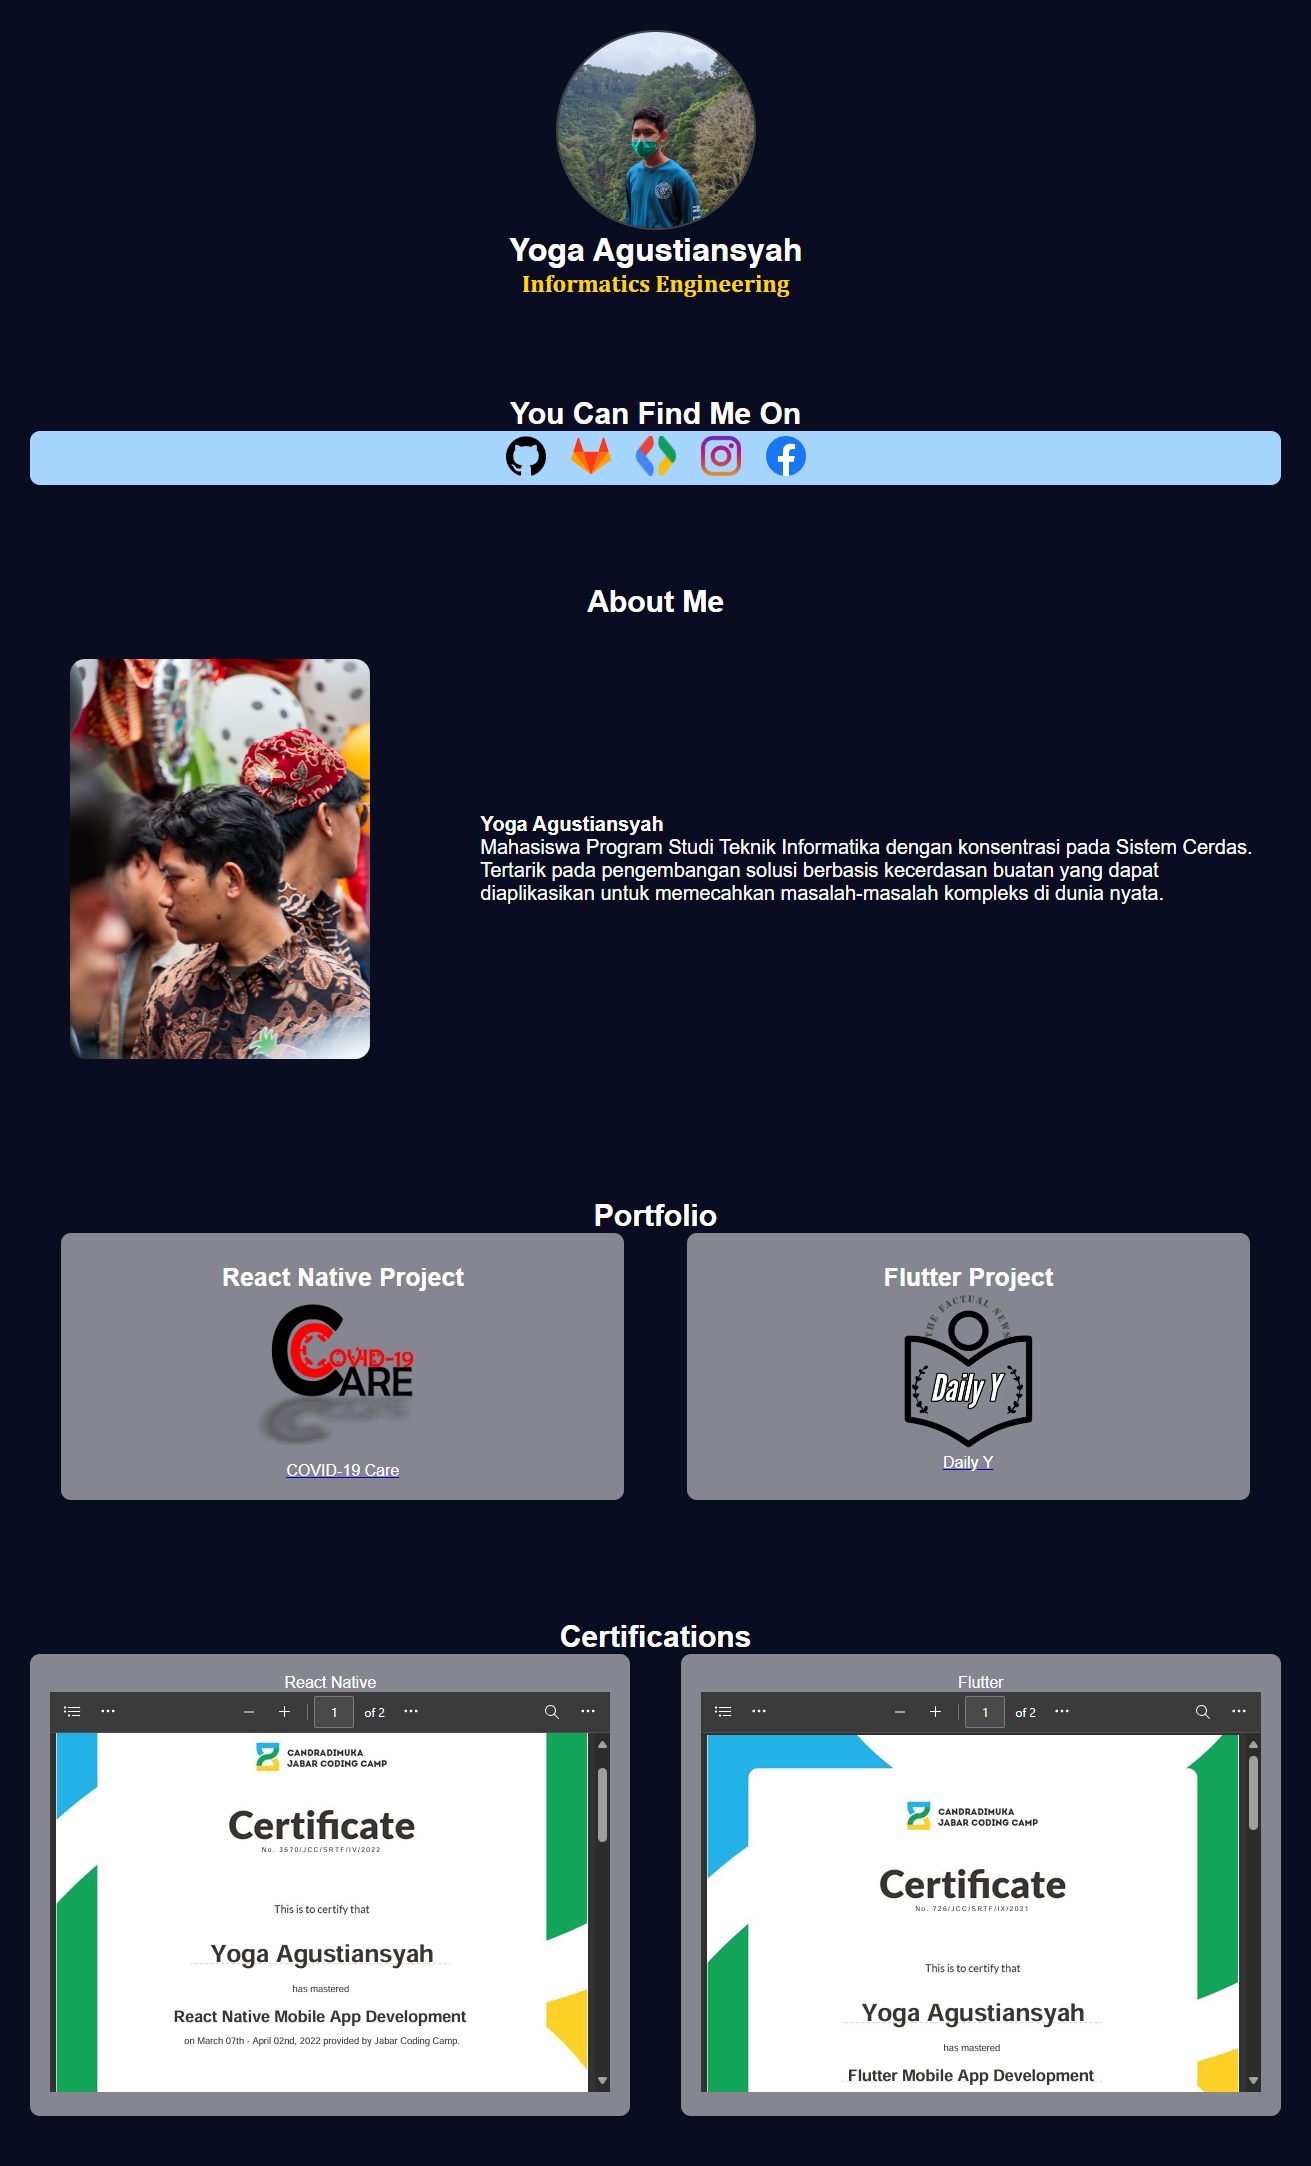 Yoga Agustiansyah
Informatics Engineering
You Can Find Me On
About Me
Yoga Agustiansyah
Mahasiswa Program Studi Teknik Informatika dengan konsentrasi pada Sistem Cerdas.
Tertarik pada pengembangan solusi berbasis kecerdasan buatan yang dapat
diaplikasikan untuk memecahkan masalah-masalah kompleks di dunia nyata.
Portfolio
React Native Project
COVID-19
CARE
COVID-19 Care
Flutter Project
THE FACTUAL NEWS
Daily Y
Daily Y
Certifications
React Native
1 of 2
CANDRADIMUKA
JABAR CODING CAMP
Certificate
No. 3670/JCC/SRTF/IV/2022
This is to certify that
Yoga Agustiansyah
has mastered
React Native Mobile App Development
on March 07th - April 02nd, 2022 provided by Jabar Coding Camp.
Flutter
1 of 2
CANDRADIMUKA
JABAR CODING CAMP
Certificate
No. 726/JCC/SRTF/IX/2021
This is to certify that
Yoga Agustiansyah
has mastered
Flutter Mobile App Development